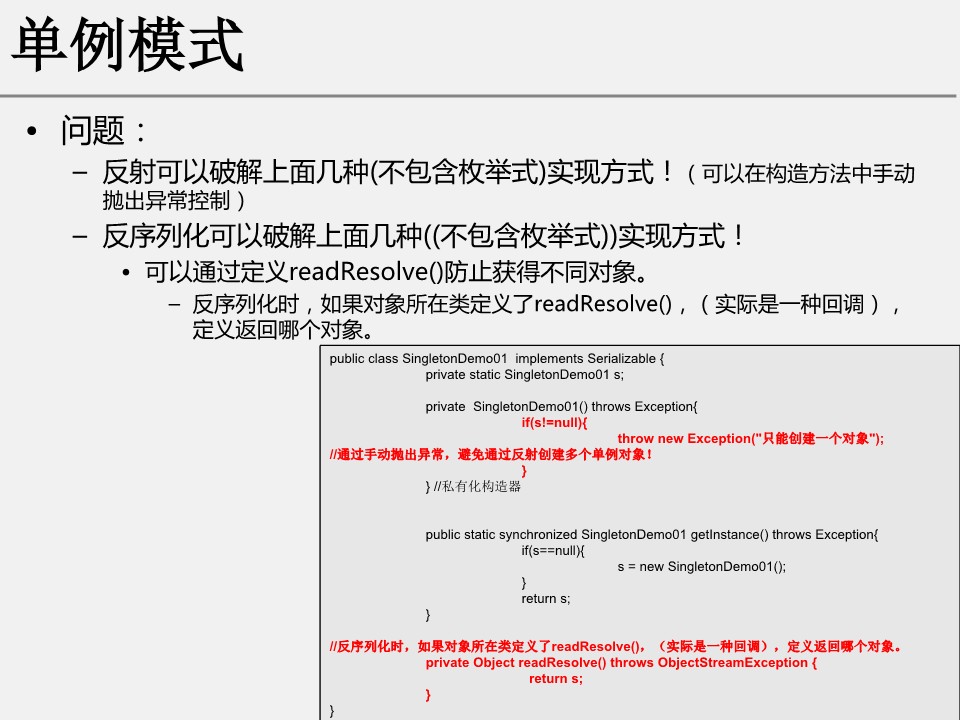 单例模式
• 问题：
– 反射可以破解上面几种(不包含枚举式)实现方式！（可以在构造方法中手动
抛出异常控制）
– 反序列化可以破解上面几种((不包含枚举式))实现方式！
• 可以通过定义readResolve()防止获得不同对象。
– 反序列化时，如果对象所在类定义了readResolve()，（实际是一种回调），
定义返回哪个对象。
public class SingletonDemo01  implements Serializable {
private static SingletonDemo01 s;
private  SingletonDemo01() throws Exception{
if(s!=null){
throw new Exception("只能创建一个对象");
//通过手动抛出异常，避免通过反射创建多个单例对象！
}
} //私有化构造器
public static synchronized SingletonDemo01 getInstance() throws Exception{
if(s==null){
s = new SingletonDemo01();
}
return s;
}
//反序列化时，如果对象所在类定义了readResolve()，（实际是一种回调），定义返回哪个对象。
private Object readResolve() throws ObjectStreamException {
return s;
}
}